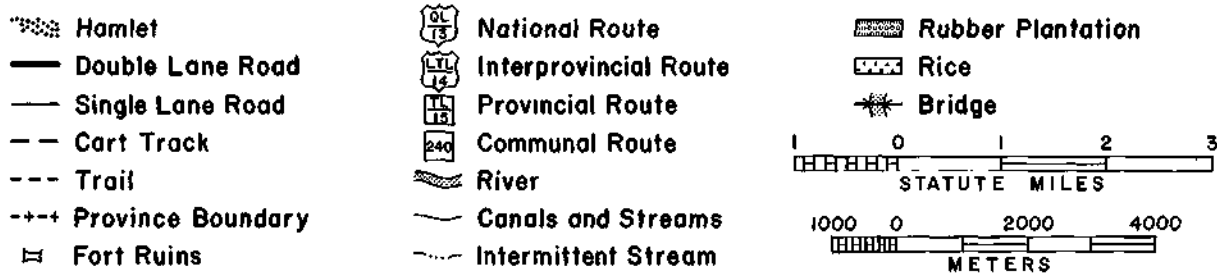 Hamlet
Double Lane Road
Single Lane Road
Cart Track
Trail
Province Boundary
Fort Ruins
QL 13 National Route
LTL 14 Interprovincial Route
TL 15 Provincial Route
240 Communal Route
River
Canals and Streams
Intermittent Stream
Rubber Plantation
Rice
Bridge
1 0 1 2 3
STATUTE MILES
1000 0 2000 4000
METERS